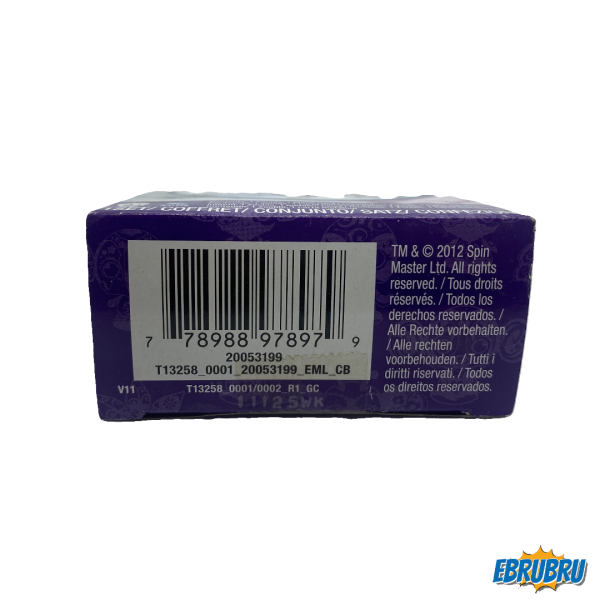 SET/ COFFRET/ CONJUNTO/ SATZ/
7 78988 97897 9
20053199
T13258_0001_20053199_EML_CB
V11 T13258_0001/0002_R1_GC
TM & © 2012 Spin
Master Ltd. All rights
reserved. / Tous droits
réservés. / Todos los
derechos reservados. /
Alle Rechte vorbehalten.
/ Alle rechten
voorbehouden. / Tutti i
diritti riservati. / Todos
os direitos reservados.
EBRUBRU